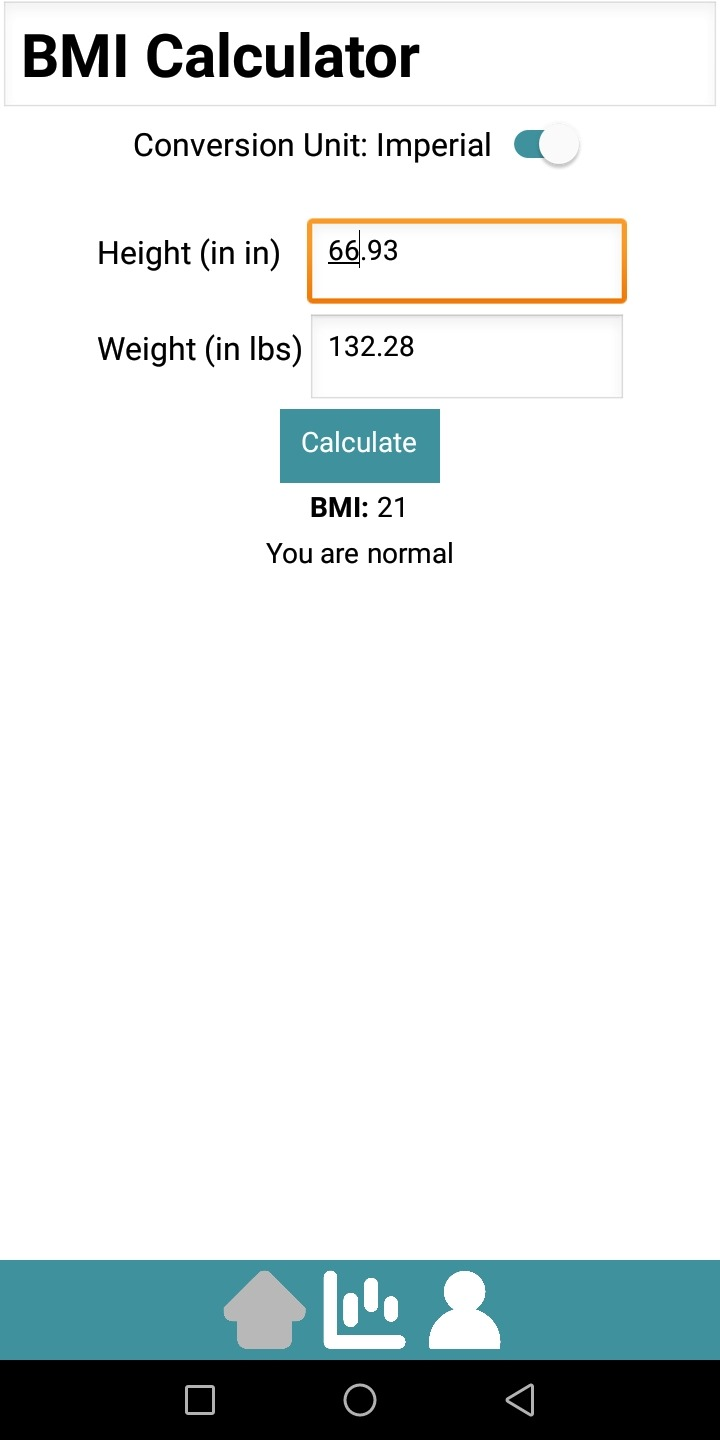 BMI Calculator
Conversion Unit: Imperial
Height (in in) 66.93
Weight (in lbs) 132.28
Calculate
BMI: 21
You are normal